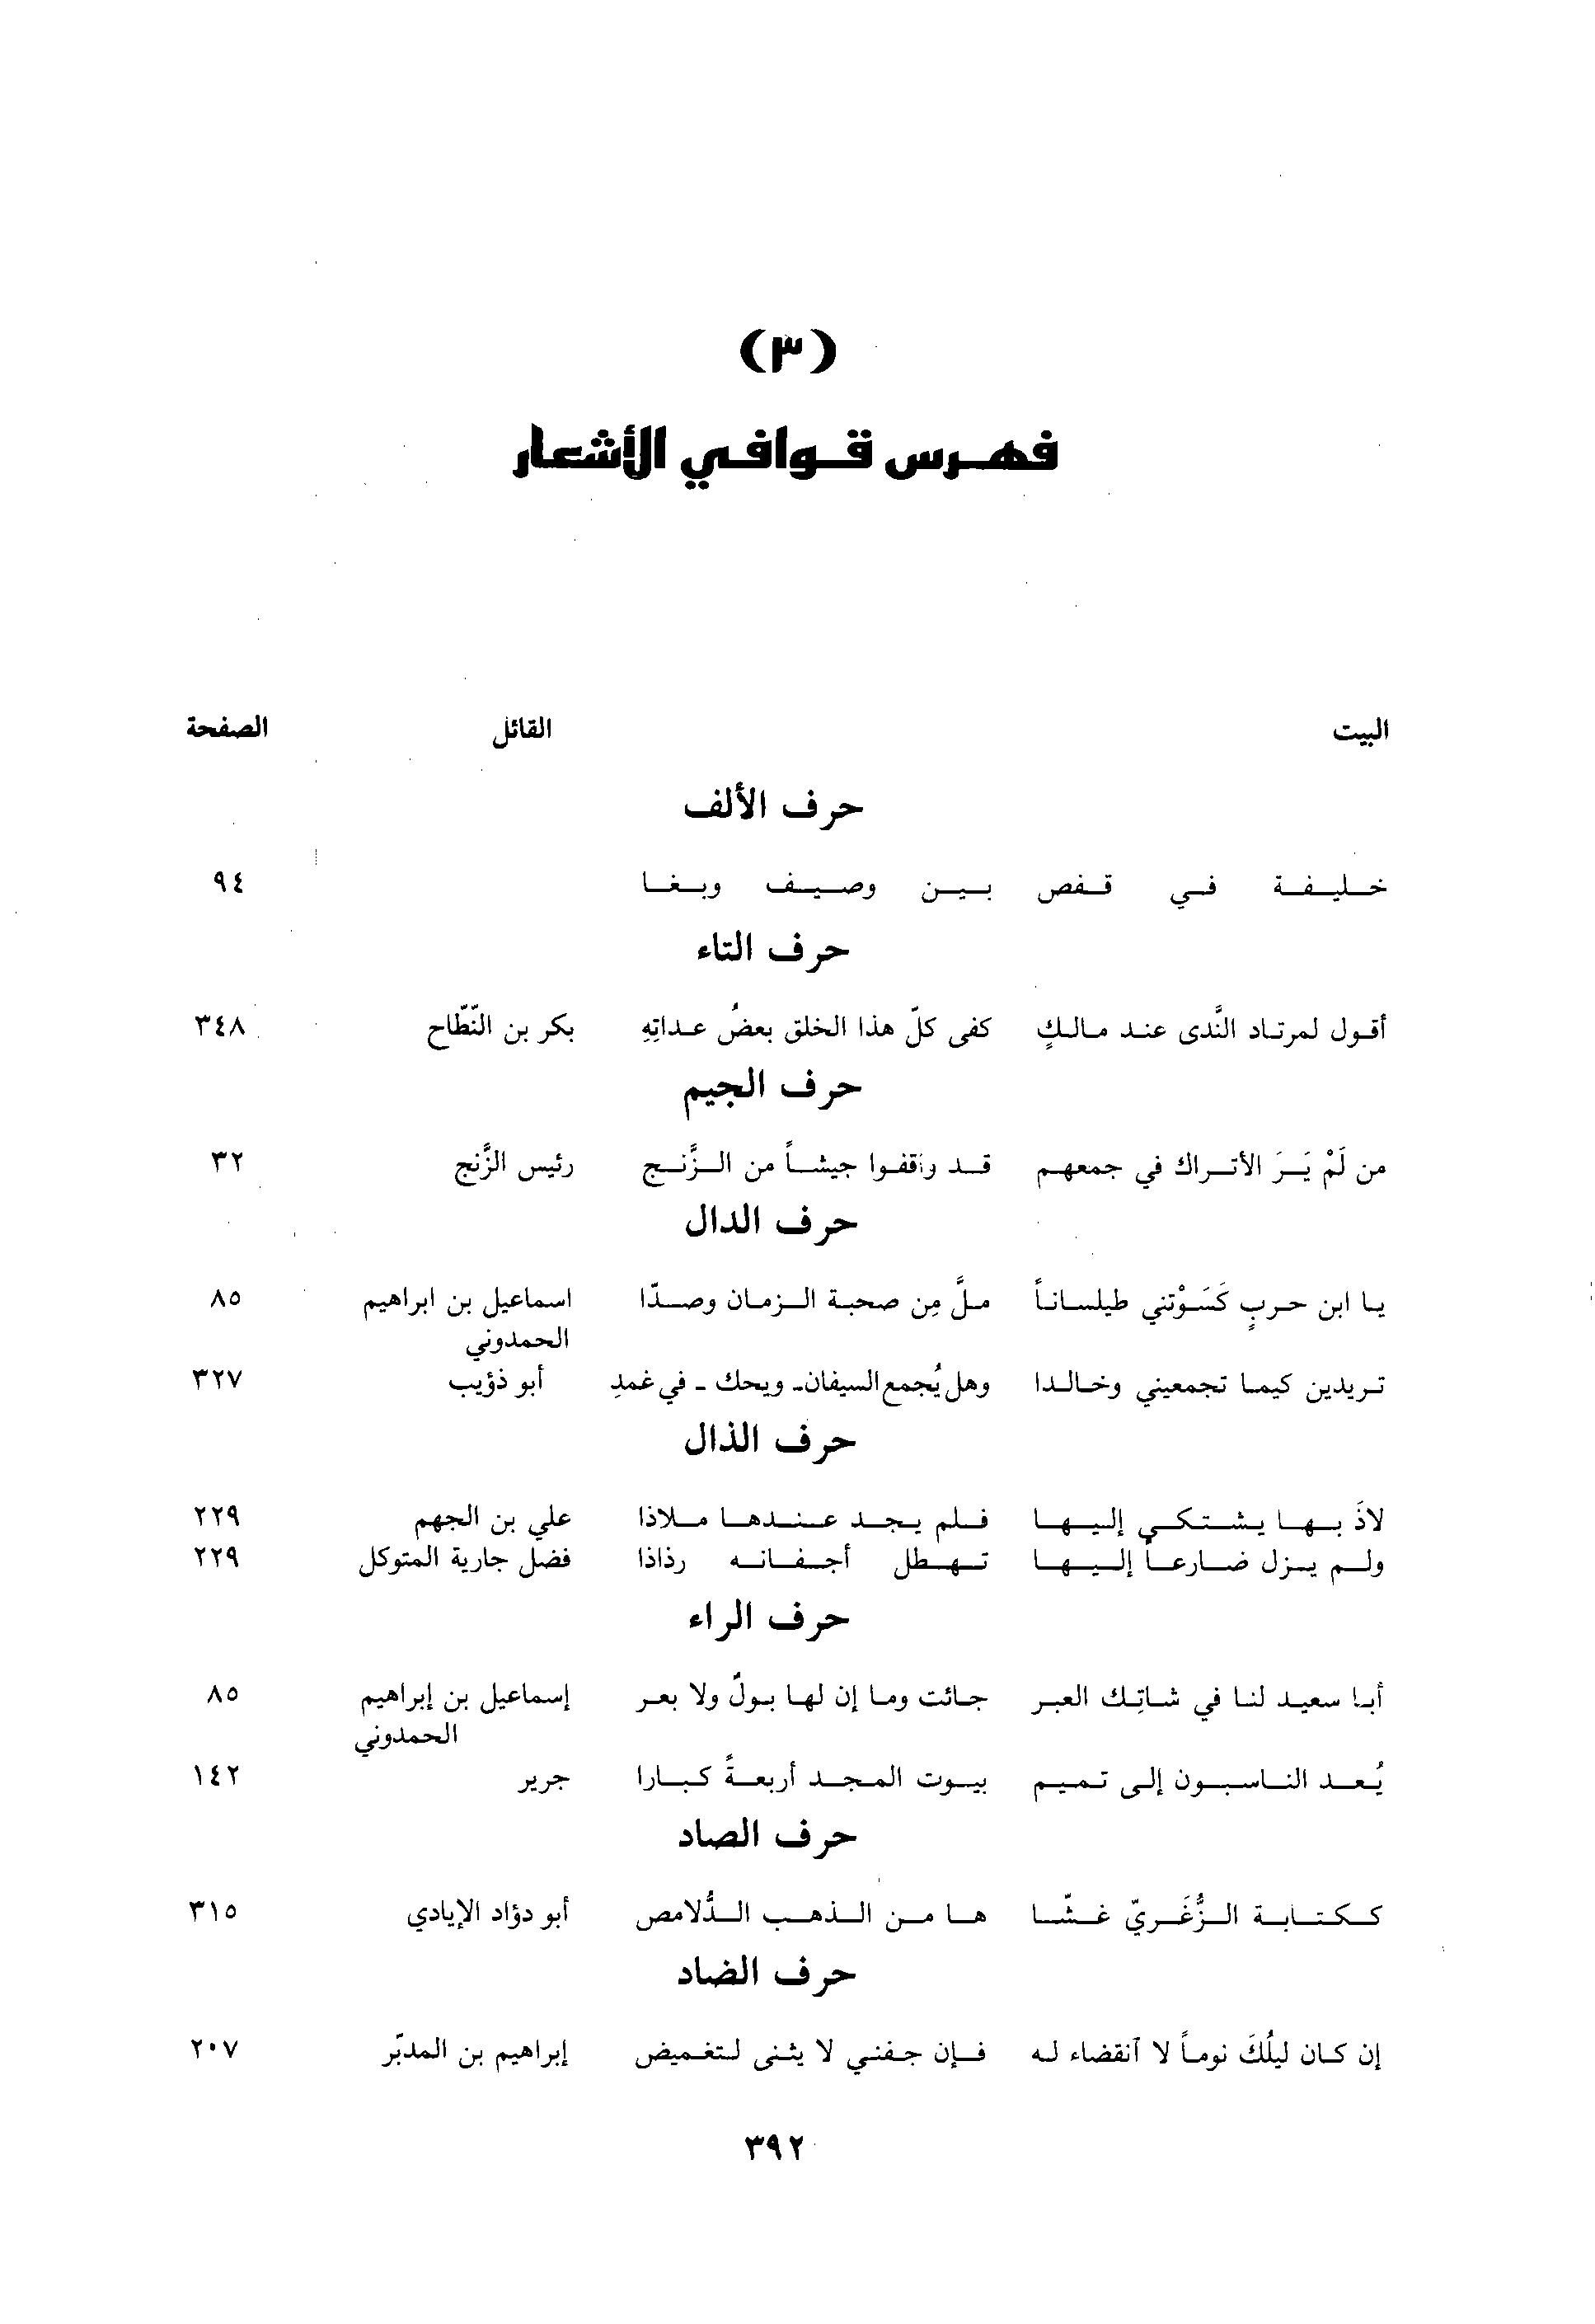 (٣)
فهرس قوافي الأشعار
البيت القائل الصفحة
حرف الألف
خليفة في قفص بين وصيف وبغا ٩٤
حرف التاء
أقول لمرتاد النَّدى عند مالكٍ كفى كلّ هذا الخلق بعضُ عداتِهِ بكر بن النّطّاح ٣٤٨
حرف الجيم
من لَمْ يَرَ الأتراك في جمعهم قد واقفوا جيشاً من الزَّنج رئيس الزَّنج ٣٢
حرف الدال
يا ابن حربٍ كَسَوْتني طيلساناً ملَّ مِن صحبة الزمان وصدّا اسماعيل بن ابراهيم ٨٥
الحمدوني
تريدين كيما تجمعيني وخالدا وهل يُجمع السيفان - ويحك - في غمدِ أبو ذؤيب ٣٢٧
حرف الذال
لاذَ بها يشتكي إليها فلم يجد عندها ملاذا علي بن الجهم ٢٢٩
ولم يزل ضارعاً إليها تهطل أجفانه رذاذا فضل جارية المتوكل ٢٢٩
حرف الراء
أبا سعيد لنا في شاتِك العبر جائت وما إن لها بولٌ ولا بعر إسماعيل بن إبراهيم ٨٥
الحمدوني
يُعد الناسبون إلى تميم بيوت المجد أربعةً كبارا جرير ١٤٢
حرف الصاد
ككتابة الزُّغَريّ غشّا ها من الذهب الدُّلامص أبو دؤاد الإيادي ٣١٥
حرف الضاد
إن كان ليلُكَ نوماً لا آنقضاء له فإن جفني لا يثنى لتغميض إبراهيم بن المدبّر ٢٠٧
٣٩٢